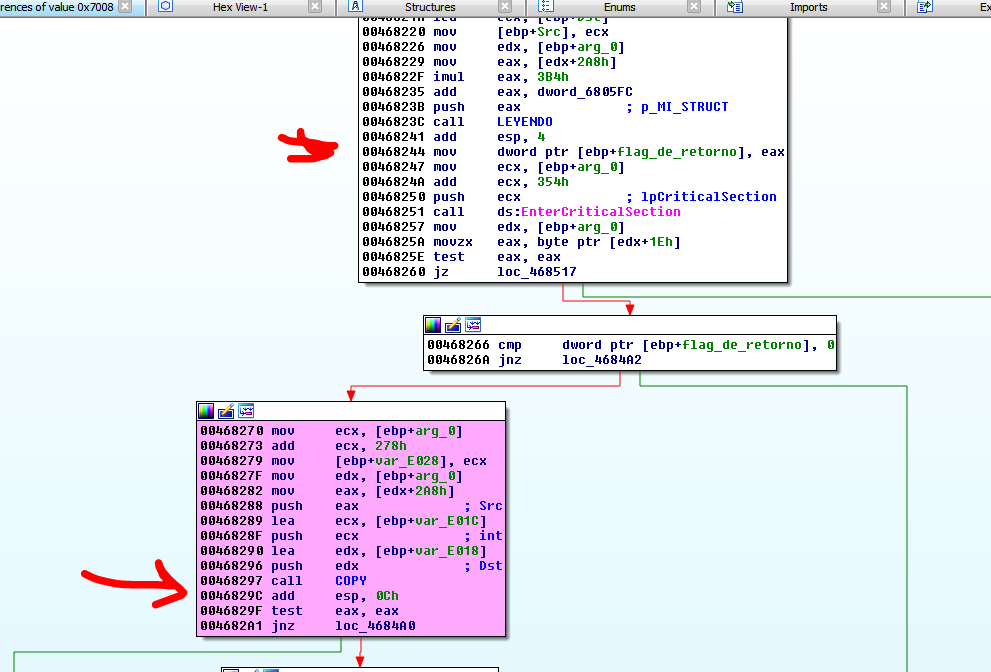 rences of value 0x7008 Hex View-1 Structures Enums Imports Ex
00468220 mov [ebp+Src], ecx
00468226 mov edx, [ebp+arg_0]
00468229 mov eax, [edx+2A8h]
0046822F imul eax, 3B4h
00468235 add eax, dword_6805FC
0046823B push eax ; p_MI_STRUCT
0046823C call LEYENDO
00468241 add esp, 4
00468244 mov dword ptr [ebp+flag_de_retorno], eax
00468247 mov ecx, [ebp+arg_0]
0046824A add ecx, 354h
00468250 push ecx ; lpCriticalSection
00468251 call ds:EnterCriticalSection
00468257 mov edx, [ebp+arg_0]
0046825A movzx eax, byte ptr [edx+1Eh]
0046825E test eax, eax
00468260 jz loc_468517
00468266 cmp dword ptr [ebp+flag_de_retorno], 0
0046826A jnz loc_4684A2
00468270 mov ecx, [ebp+arg_0]
00468273 add ecx, 278h
00468279 mov [ebp+var_E028], ecx
0046827F mov edx, [ebp+arg_0]
00468282 mov eax, [edx+2A8h]
00468288 push eax ; Src
00468289 lea ecx, [ebp+var_E01C]
0046828F push ecx ; int
00468290 lea edx, [ebp+var_E018]
00468296 push edx ; Dst
00468297 call COPY
0046829C add esp, 0Ch
0046829F test eax, eax
004682A1 jnz loc_4684A0